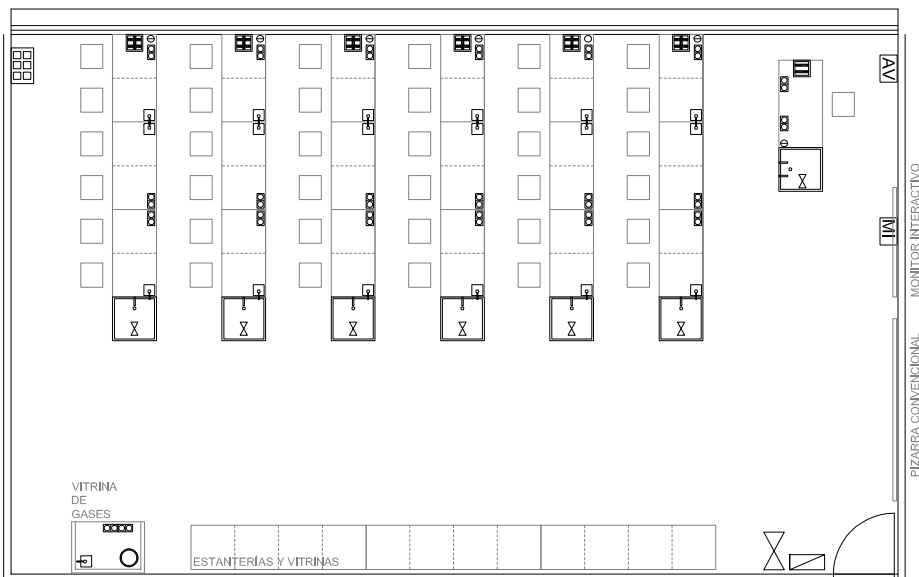 AV
MONITOR INTERACTIVO
MI
PIZARRA CONVENCIONAL
VITRINA
DE
GASES
ESTANTERÍAS Y VITRINAS